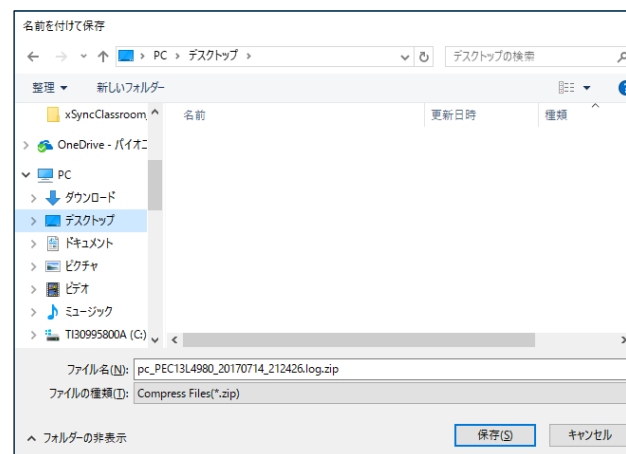 名前を付けて保存
PC › デスクトップ ›
デスクトップの検索
整理 新しいフォルダー
xSyncClassroom_
名前 更新日時 種類
OneDrive - パイオニ
PC
ダウンロード
デスクトップ
ドキュメント
ピクチャ
ビデオ
ミュージック
TI30995800A (C:)
ファイル名(N): pc_PEC13L4980_20170714_212426.log.zip
ファイルの種類(T): Compress Files(*.zip)
フォルダーの非表示 保存(S) キャンセル